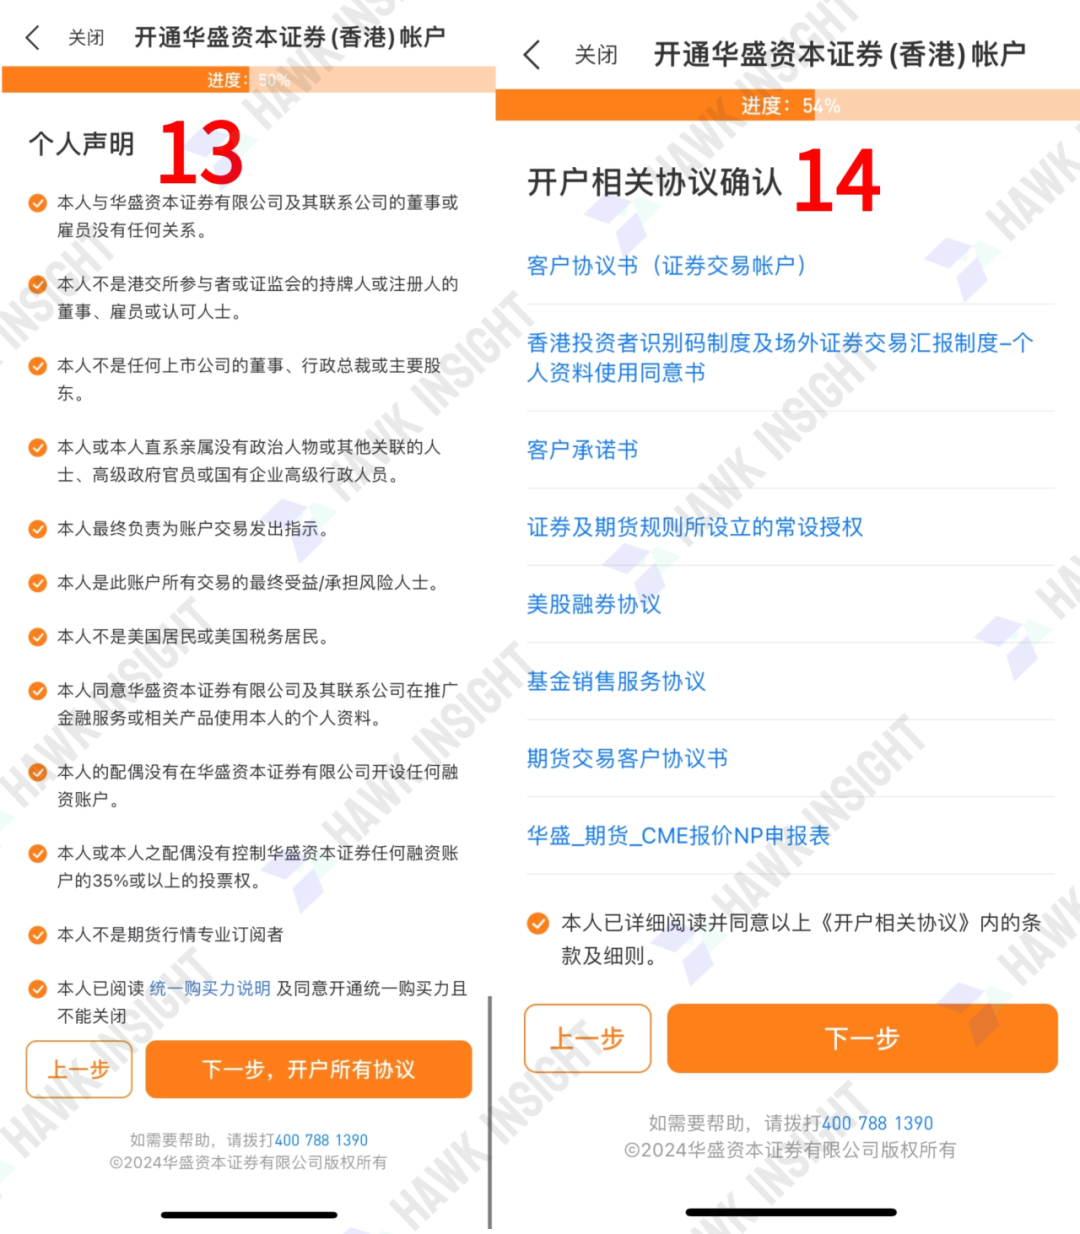 关闭
开通华盛资本证券(香港)帐户
进度：50%
个人声明
13
本人与华盛资本证券有限公司及其联系公司的董事或
雇员没有任何关系。
本人不是港交所参与者或证监会的持牌人或注册人的
董事、雇员或认可人士。
本人不是任何上市公司的董事、行政总裁或主要股
东。
本人或本人直系亲属没有政治人物或其他关联的人
士、高级政府官员或国有企业高级行政人员。
本人最终负责为账户交易发出指示。
本人是此账户所有交易的最终受益/承担风险人士。
本人不是美国居民或美国税务居民。
本人同意华盛资本证券有限公司及其联系公司在推广
金融服务或相关产品使用本人的个人资料。
本人的配偶没有在华盛资本证券有限公司开设任何融
资账户。
本人或本人之配偶没有控制华盛资本证券任何融资账
户的35%或以上的投票权。
本人不是期货行情专业订阅者
本人已阅读 统一购买力说明 及同意开通统一购买力且
不能关闭
上一步
下一步，开户所有协议
如需要帮助，请拨打400 788 1390
©2024华盛资本证券有限公司版权所有
关闭
开通华盛资本证券(香港)帐户
进度：54%
开户相关协议确认
14
客户协议书（证券交易帐户）
香港投资者识别码制度及场外证券交易汇报制度–个
人资料使用同意书
客户承诺书
证券及期货规则所设立的常设授权
美股融券协议
基金销售服务协议
期货交易客户协议书
华盛_期货_CME报价NP申报表
本人已详细阅读并同意以上《开户相关协议》内的条
款及细则。
上一步
下一步
如需要帮助，请拨打400 788 1390
©2024华盛资本证券有限公司版权所有
HAWK INSIGHT